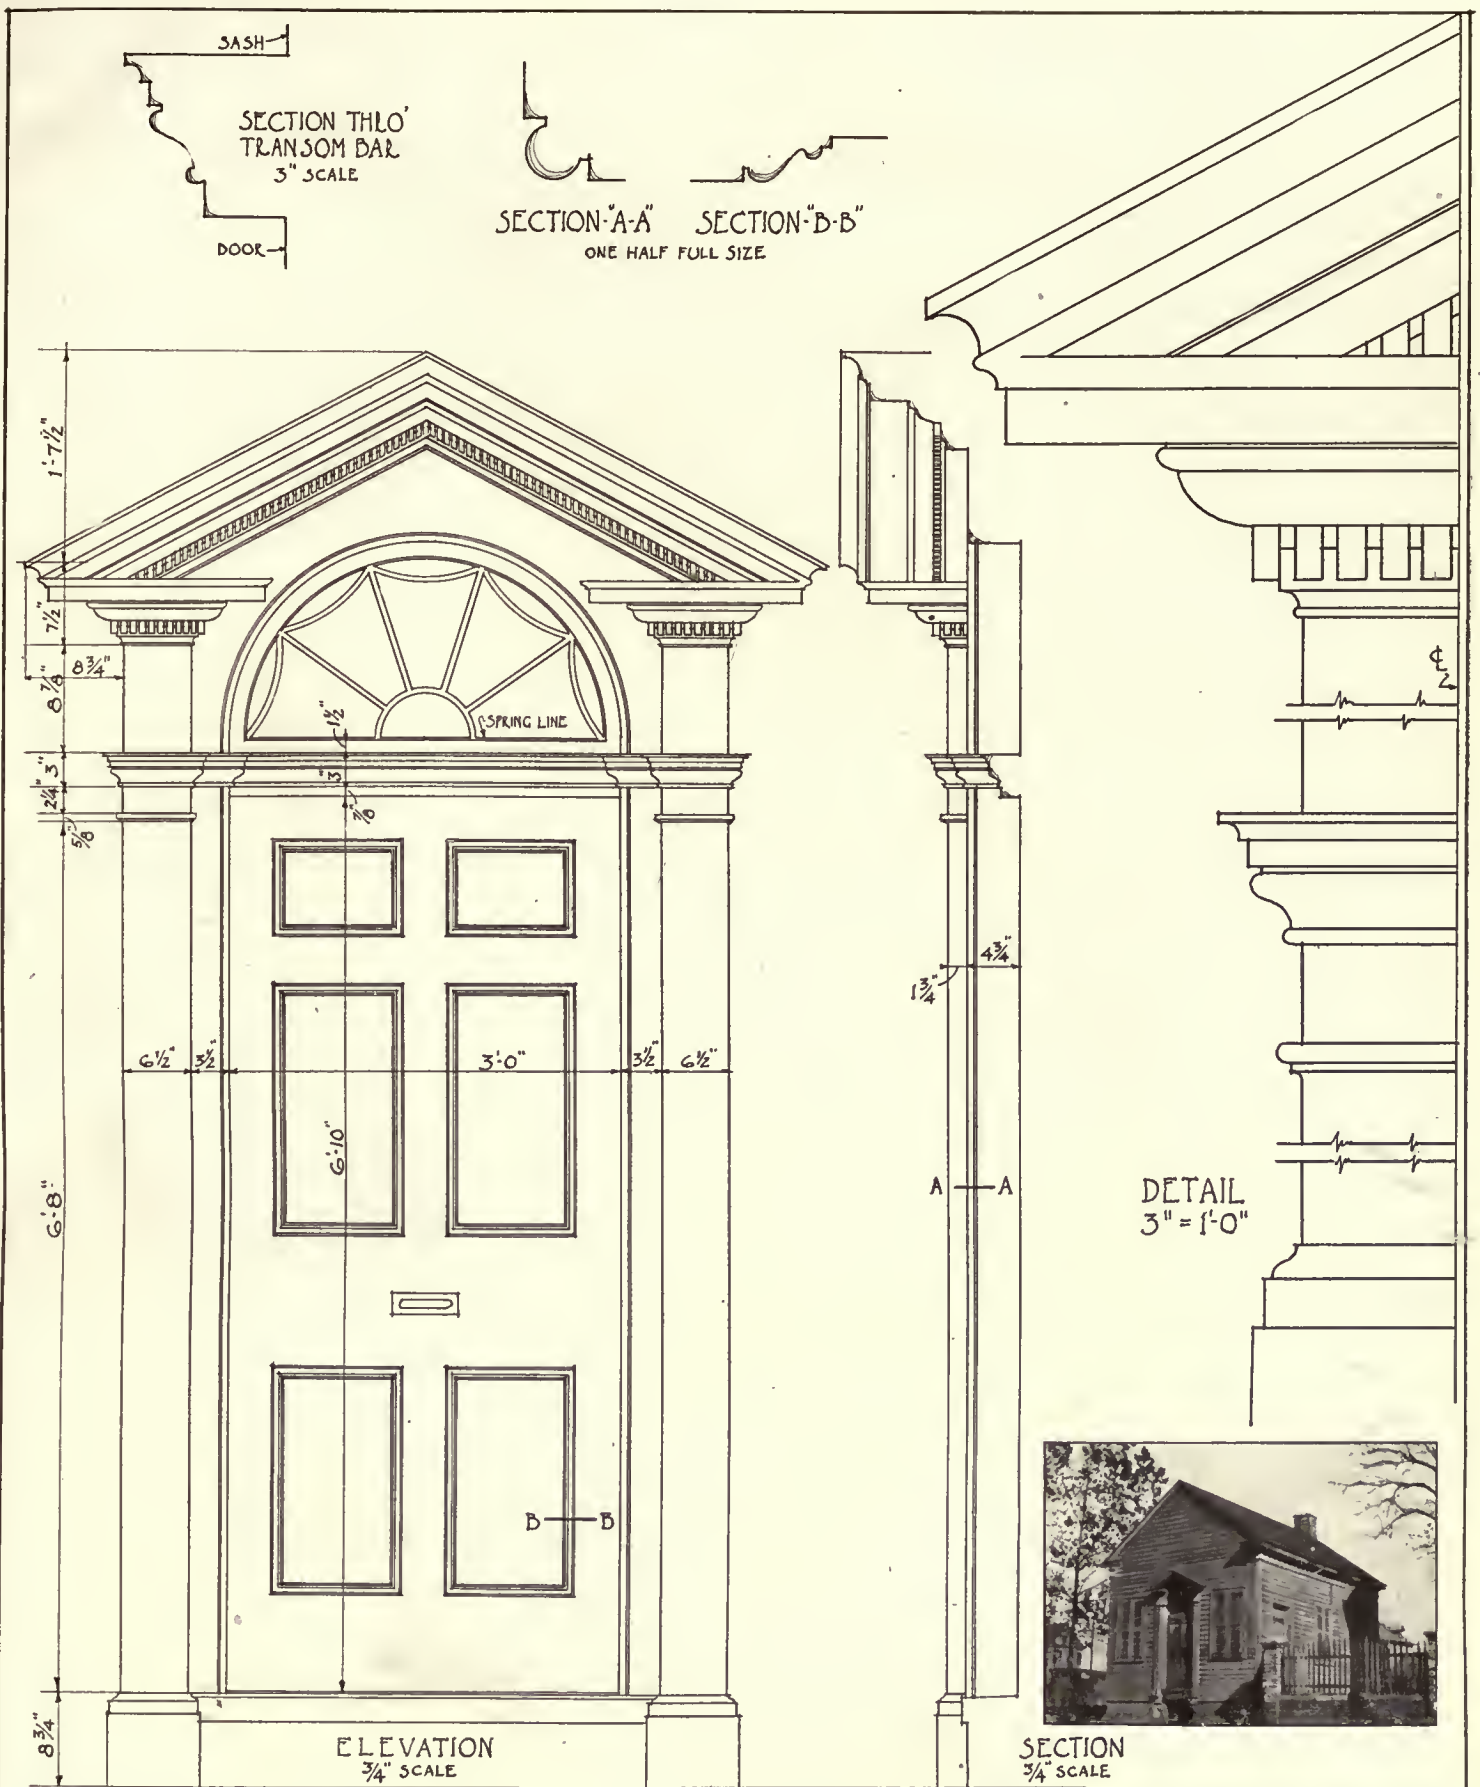 SASH
SECTION THRO'
TRANSOM BAR
3" SCALE
DOOR
SECTION-"A-A"
SECTION-"B-B"
ONE HALF FULL SIZE
1'-7½"
7½"
8¾"
8⅞"
3"
2¼"
⅝"
1½"
SPRING LINE
3"
⅞"
℄
4¾"
1¾"
6½"
3½"
3'-0"
3½"
6½"
6'-10"
6'-8"
A A
DETAIL
3" = 1'-0"
B B
8¾"
ELEVATION
¾" SCALE
SECTION
¾" SCALE